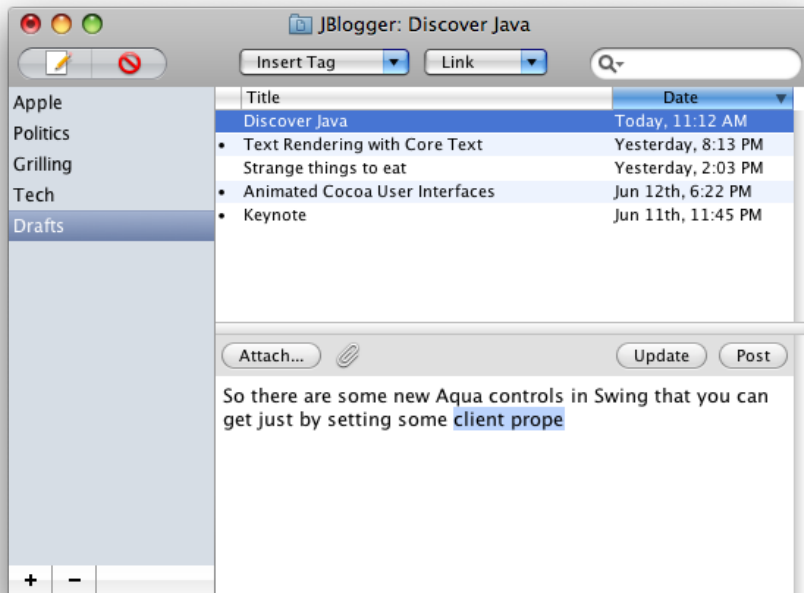 JBlogger: Discover Java
Insert Tag Link
Apple
Politics
Grilling
Tech
Drafts
Title Date
Discover Java Today, 11:12 AM
• Text Rendering with Core Text Yesterday, 8:13 PM
Strange things to eat Yesterday, 2:03 PM
• Animated Cocoa User Interfaces Jun 12th, 6:22 PM
• Keynote Jun 11th, 11:45 PM
Attach... Update Post
So there are some new Aqua controls in Swing that you can
get just by setting some client prope
+ −